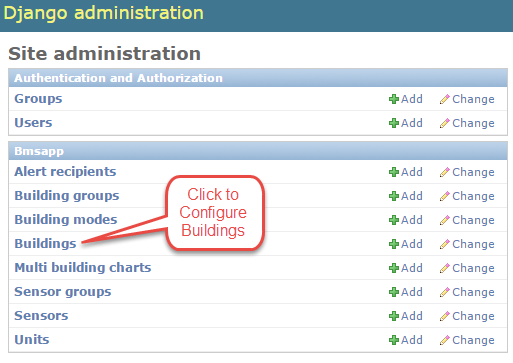 Django administration
Site administration
Authentication and Authorization
Groups Add Change
Users Add Change
Bmsapp
Alert recipients Add Change
Building groups Add Change
Building modes Add Change
Buildings Add Change
Click to
Configure
Buildings
Multi building charts Add Change
Sensor groups Add Change
Sensors Add Change
Units Add Change